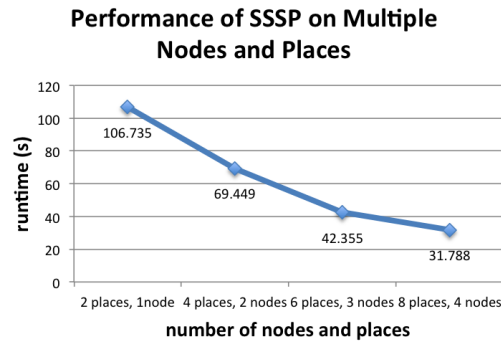 Performance of SSSP on Multiple
Nodes and Places
120
100
80
60
40
20
0
runtime (s)
106.735
69.449
42.355
31.788
2 places, 1node 4 places, 2 nodes 6 places, 3 nodes 8 places, 4 nodes
number of nodes and places